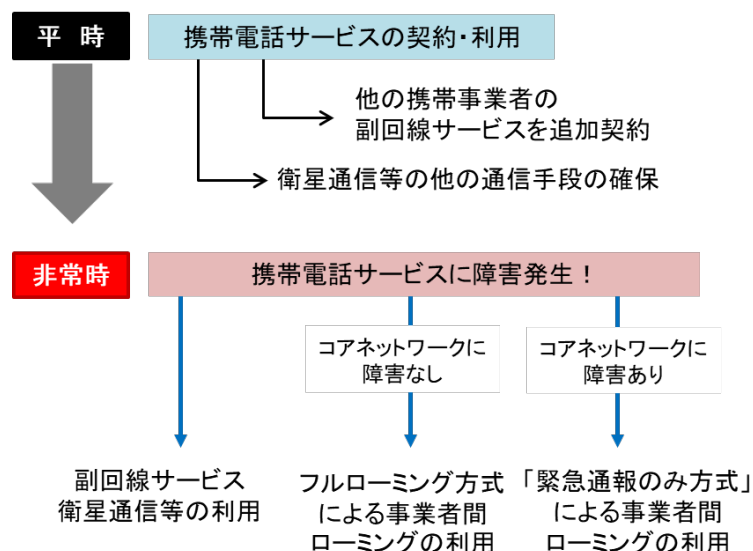 平 時
携帯電話サービスの契約・利用
他の携帯事業者の
副回線サービスを追加契約
衛星通信等の他の通信手段の確保
非常時
携帯電話サービスに障害発生！
コアネットワークに
障害なし
コアネットワークに
障害あり
副回線サービス
衛星通信等の利用
フルローミング方式
による事業者間
ローミングの利用
「緊急通報のみ方式」
による事業者間
ローミングの利用